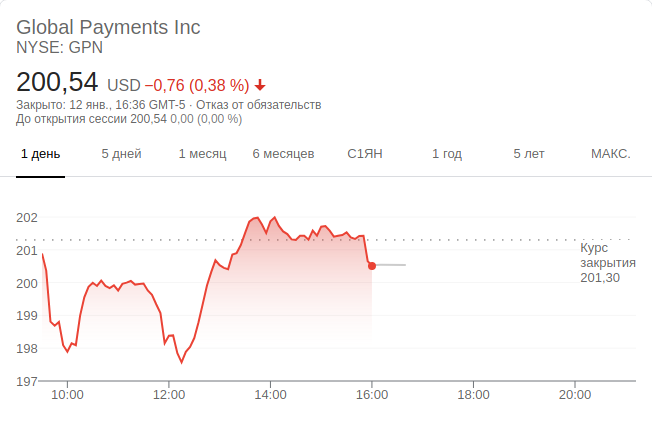 Global Payments Inc
NYSE: GPN
200,54 USD −0,76 (0,38 %)
Закрыто: 12 янв., 16:36 GMT-5 · Отказ от обязательств
До открытия сессии 200,54 0,00 (0,00 %)
1 день 5 дней 1 месяц 6 месяцев С1ЯН 1 год 5 лет МАКС.
202
201
200
199
198
197
Курс
закрытия
201,30
10:00 12:00 14:00 16:00 18:00 20:00